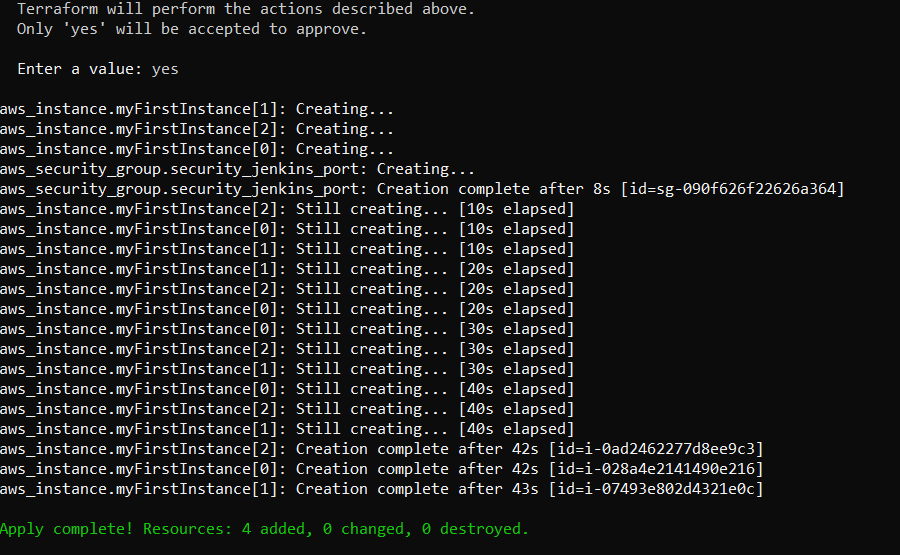 Terraform will perform the actions described above.
Only 'yes' will be accepted to approve.
Enter a value: yes
aws_instance.myFirstInstance[1]: Creating...
aws_instance.myFirstInstance[2]: Creating...
aws_instance.myFirstInstance[0]: Creating...
aws_security_group.security_jenkins_port: Creating...
aws_security_group.security_jenkins_port: Creation complete after 8s [id=sg-090f626f22626a364]
aws_instance.myFirstInstance[2]: Still creating... [10s elapsed]
aws_instance.myFirstInstance[0]: Still creating... [10s elapsed]
aws_instance.myFirstInstance[1]: Still creating... [10s elapsed]
aws_instance.myFirstInstance[1]: Still creating... [20s elapsed]
aws_instance.myFirstInstance[2]: Still creating... [20s elapsed]
aws_instance.myFirstInstance[0]: Still creating... [20s elapsed]
aws_instance.myFirstInstance[0]: Still creating... [30s elapsed]
aws_instance.myFirstInstance[2]: Still creating... [30s elapsed]
aws_instance.myFirstInstance[1]: Still creating... [30s elapsed]
aws_instance.myFirstInstance[0]: Still creating... [40s elapsed]
aws_instance.myFirstInstance[2]: Still creating... [40s elapsed]
aws_instance.myFirstInstance[1]: Still creating... [40s elapsed]
aws_instance.myFirstInstance[2]: Creation complete after 42s [id=i-0ad2462277d8ee9c3]
aws_instance.myFirstInstance[0]: Creation complete after 42s [id=i-028a4e2141490e216]
aws_instance.myFirstInstance[1]: Creation complete after 43s [id=i-07493e802d4321e0c]
Apply complete! Resources: 4 added, 0 changed, 0 destroyed.